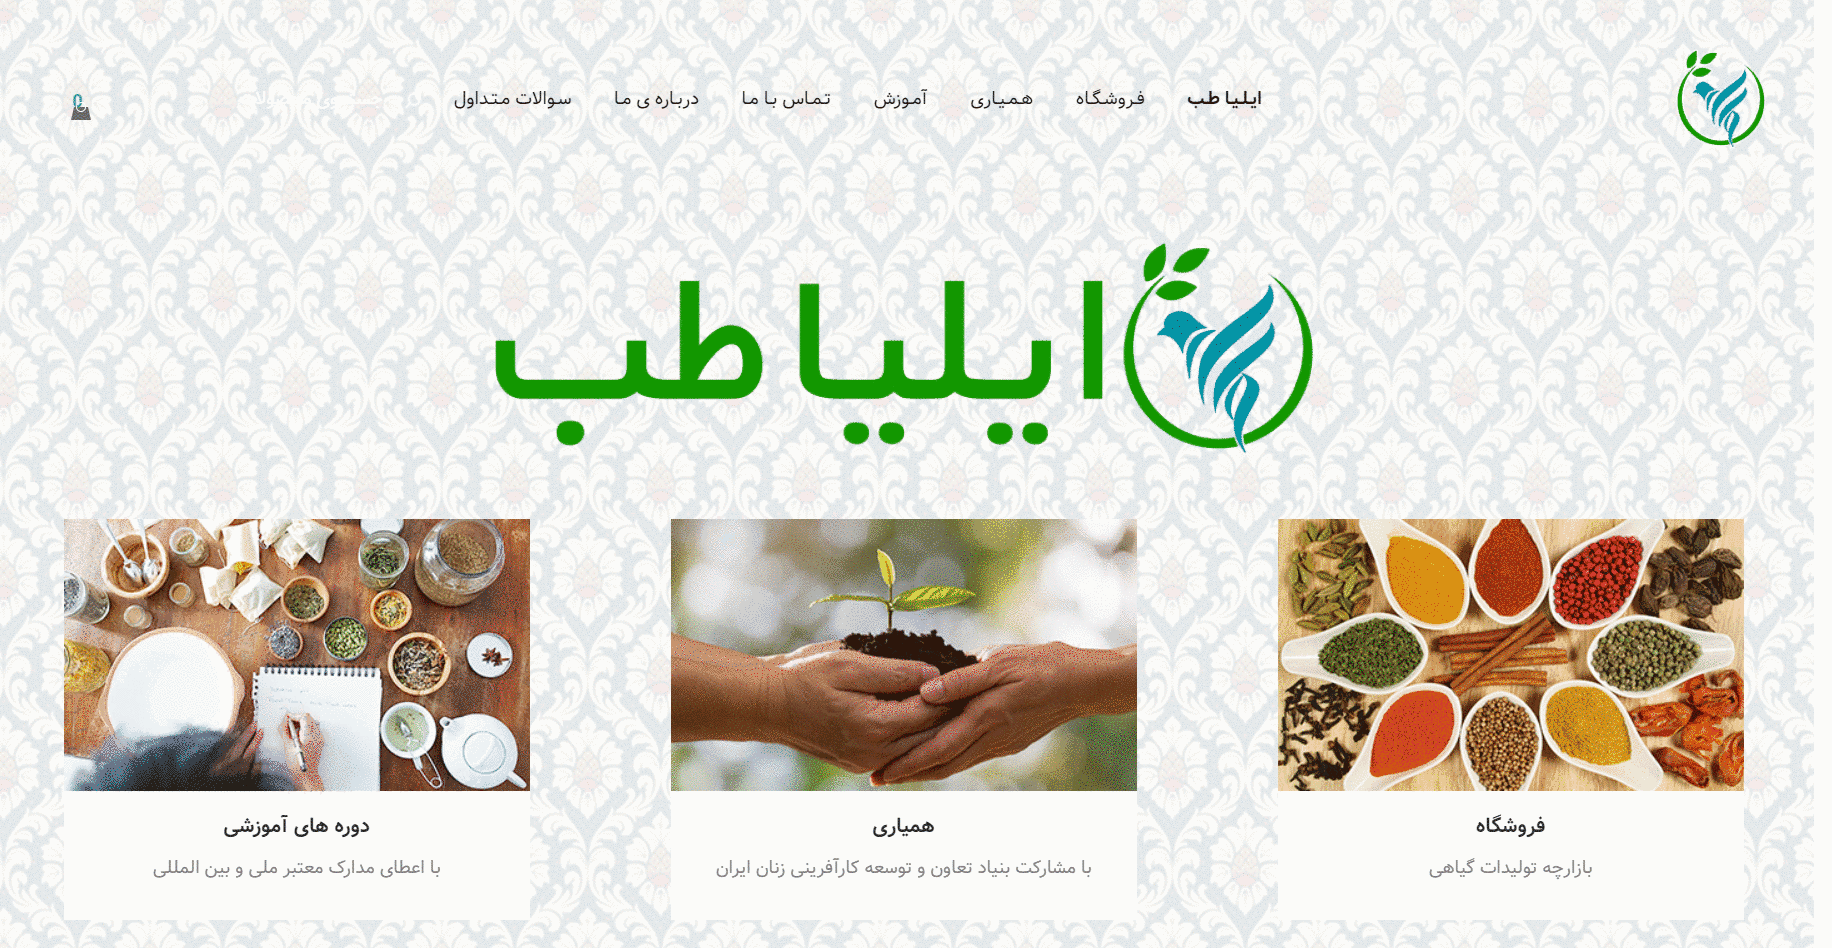 ایلیا طب
فروشگاه
همیاری
آموزش
تماس با ما
درباره ی ما
سوالات متداول
0
ایلیا طب
فروشگاه
بازارچه تولیدات گیاهی
همیاری
با مشارکت بنیاد تعاون و توسعه کارآفرینی زنان ایران
دوره های آموزشی
با اعطای مدارک معتبر ملی و بین المللی